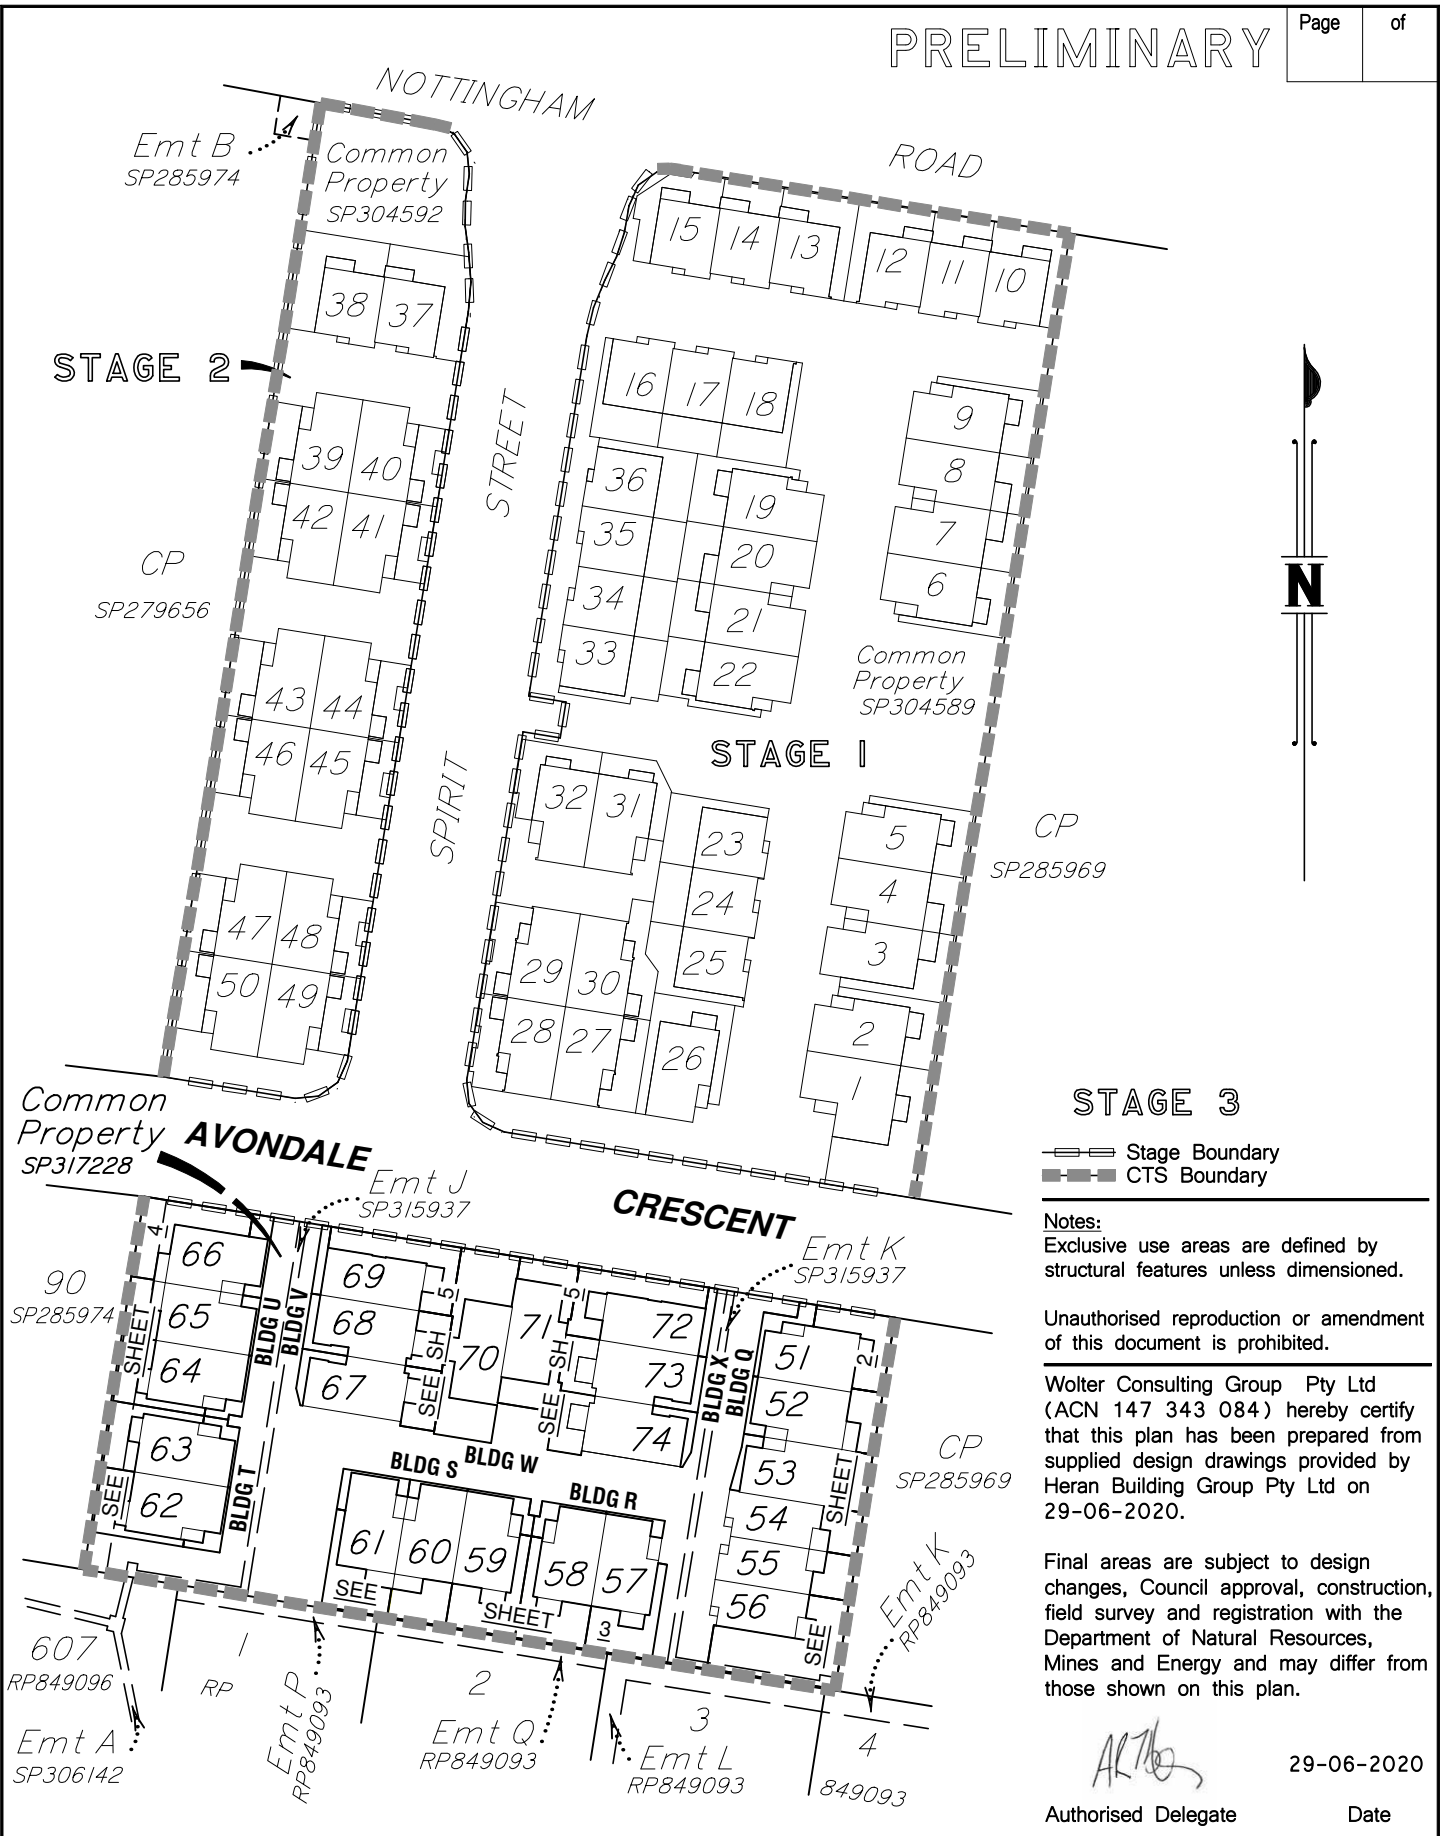 PRELIMINARY
Page of
NOTTINGHAM
ROAD
Emt B
SP285974
Common
Property
SP304592
15
14
13
12
11
10
38
37
STAGE 2
16
17
18
9
8
7
6
STREET
39
40
42
41
36
35
34
33
19
20
21
22
CP
SP279656
N
Common
Property
SP304589
43
44
46
45
STAGE 1
SPIRIT
32
31
23
24
25
5
4
3
CP
SP285969
47
48
50
49
29
30
28
27
26
2
1
Common
Property
SP317228
AVONDALE
CRESCENT
Emt J
SP315937
Emt K
SP315937
STAGE 3
Stage Boundary
CTS Boundary
90
SP285974
SHEET
4
SEE
66
65
64
63
62
BLDG U
BLDG V
BLDG T
69
68
67
SEE SH 5
70
71
SEE SH 5
72
73
74
BLDG X
BLDG Q
51
52
53
54
55
56
2
SHEET
SEE
BLDG S
BLDG W
BLDG R
61
60
59
58
57
SEE
SHEET
3
CP
SP285969
607
RP849096
Emt A
SP306142
1
RP
Emt P
RP849093
2
Emt Q
RP849093
3
Emt L
RP849093
4
849093
Emt K
RP849093
Notes:
Exclusive use areas are defined by
structural features unless dimensioned.
Unauthorised reproduction or amendment
of this document is prohibited.
Wolter Consulting Group Pty Ltd
(ACN 147 343 084) hereby certify
that this plan has been prepared from
supplied design drawings provided by
Heran Building Group Pty Ltd on
29-06-2020.
Final areas are subject to design
changes, Council approval, construction,
field survey and registration with the
Department of Natural Resources,
Mines and Energy and may differ from
those shown on this plan.
29-06-2020
Authorised Delegate Date